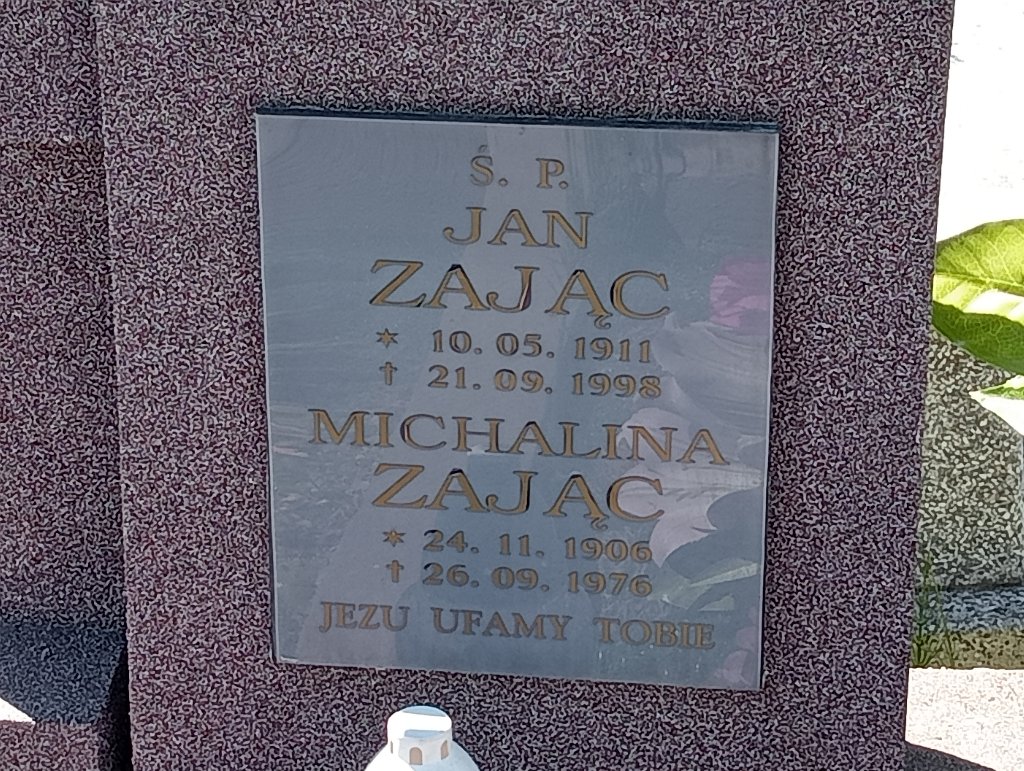 Ś. P.
JAN
ZAJĄC
* 10. 05. 1911
† 21. 09. 1998
MICHALINA
ZAJĄC
* 24. 11. 1906
† 26. 09. 1976
JEZU UFAMY TOBIE